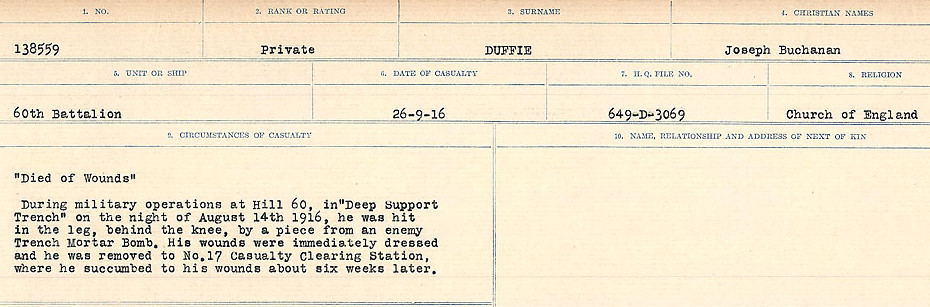 1. NO. 2. RANK OR RATING 3. SURNAME 4. CHRISTIAN NAMES
138559 Private DUFFIE Joseph Buchanan
5. UNIT OR SHIP 6. DATE OF CASUALTY 7. H. Q. FILE NO. 8. RELIGION
60th Battalion 26-9-16 649-D-3069 Church of England
9. CIRCUMSTANCES OF CASUALTY 10. NAME, RELATIONSHIP AND ADDRESS OF NEXT OF KIN
"Died of Wounds"
During military operations at Hill 60, in"Deep Support
Trench" on the night of August 14th 1916, he was hit
in the leg, behind the knee, by a piece from an enemy
Trench Mortar Bomb. His wounds were immediately dressed
and he was removed to No.17 Casualty Clearing Station,
where he succumbed to his wounds about six weeks later.